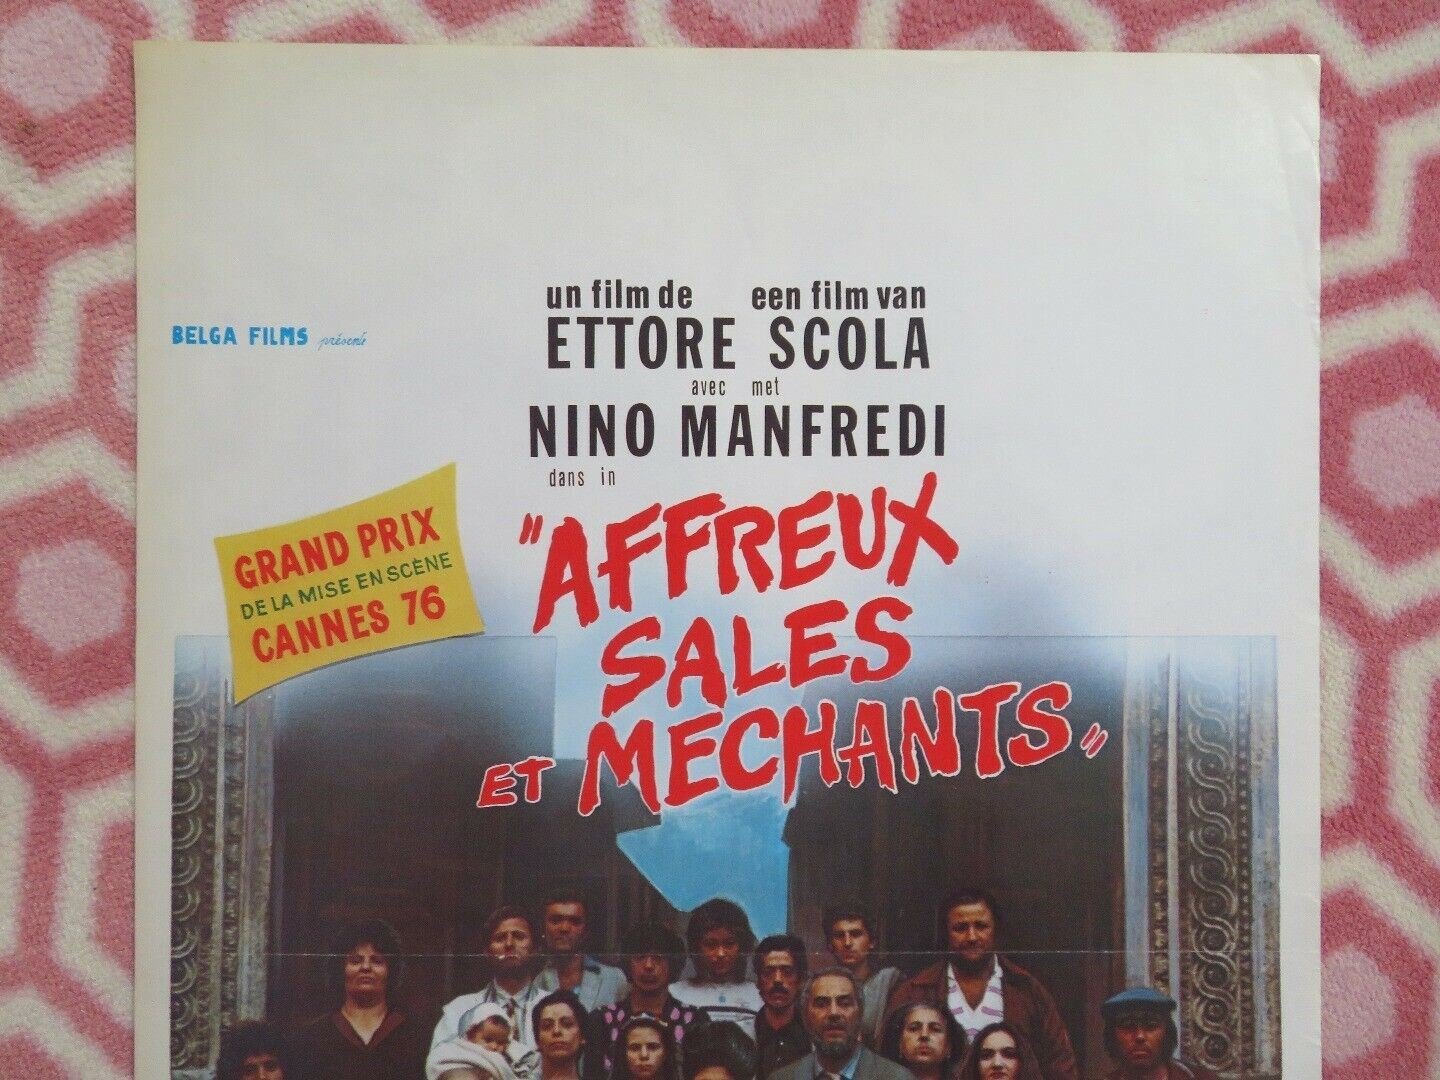 un film de een film van
ETTORE SCOLA
BELGA FILMS présente
avec met
NINO MANFREDI
dans in
"AFFREUX
SALES
ET MECHANTS"
GRAND PRIX
DE LA MISE EN SCÈNE
CANNES 76